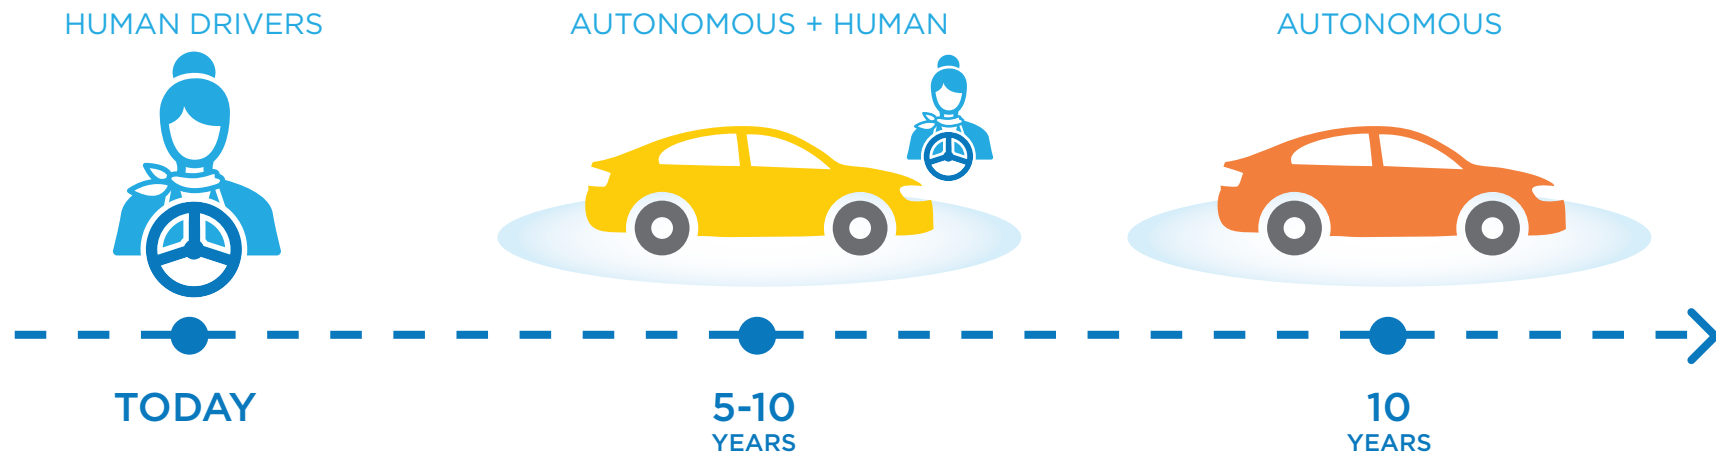 HUMAN DRIVERS
AUTONOMOUS + HUMAN
AUTONOMOUS
TODAY
5-10
YEARS
10
YEARS